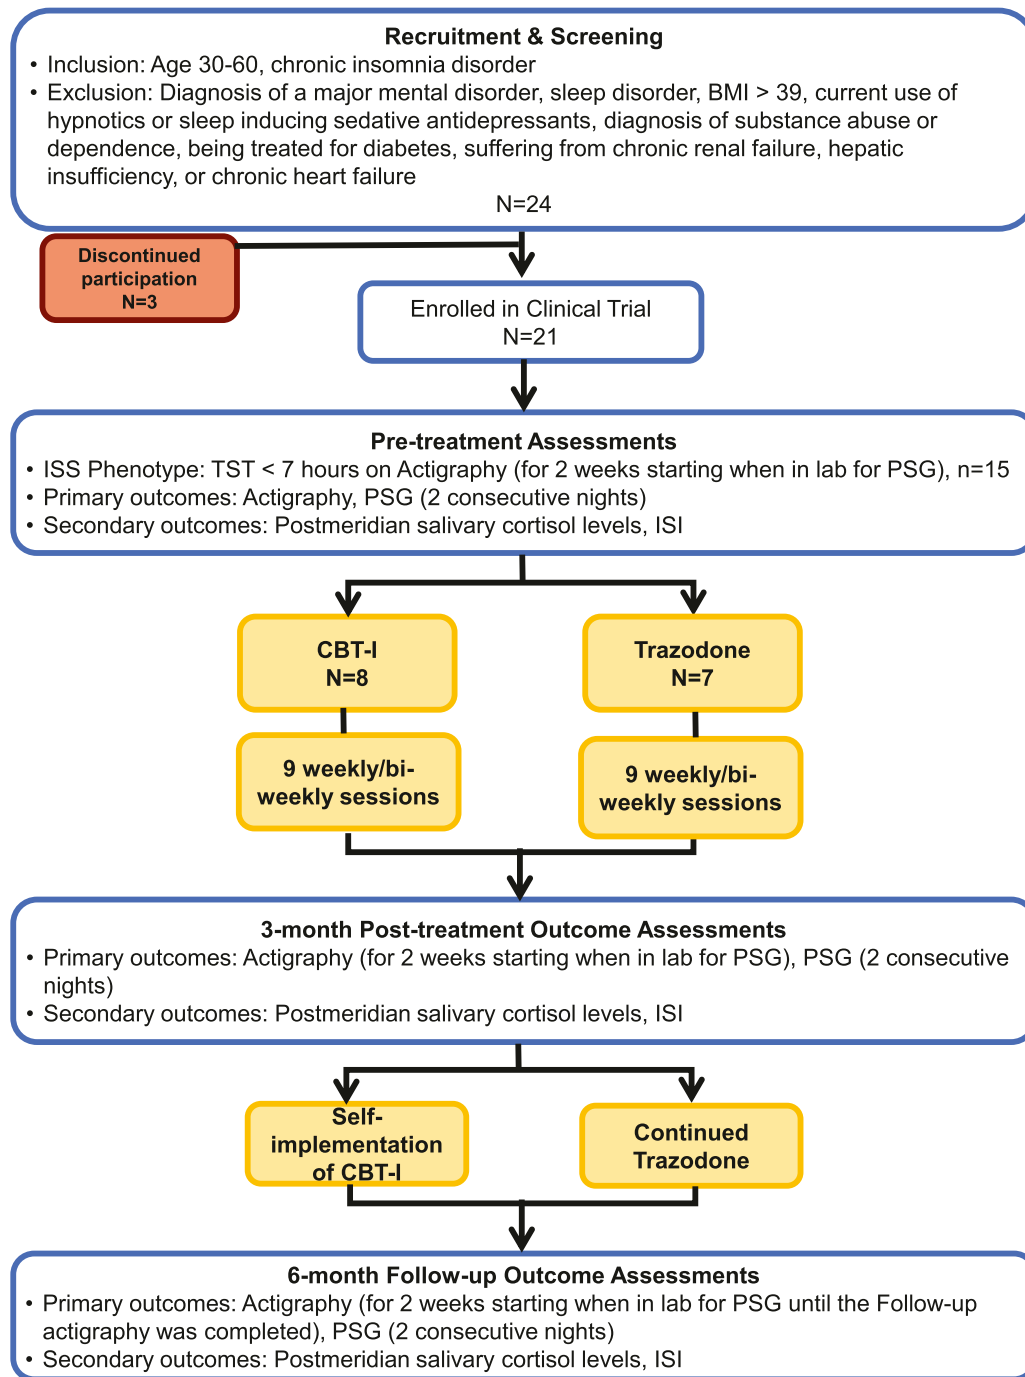 Recruitment & Screening
• Inclusion: Age 30-60, chronic insomnia disorder
• Exclusion: Diagnosis of a major mental disorder, sleep disorder, BMI > 39, current use of
hypnotics or sleep inducing sedative antidepressants, diagnosis of substance abuse or
dependence, being treated for diabetes, suffering from chronic renal failure, hepatic
insufficiency, or chronic heart failure
N=24
Discontinued
participation
N=3
Enrolled in Clinical Trial
N=21
Pre-treatment Assessments
• ISS Phenotype: TST < 7 hours on Actigraphy (for 2 weeks starting when in lab for PSG), n=15
• Primary outcomes: Actigraphy, PSG (2 consecutive nights)
• Secondary outcomes: Postmeridian salivary cortisol levels, ISI
CBT-I
N=8
Trazodone
N=7
9 weekly/bi-
weekly sessions
9 weekly/bi-
weekly sessions
3-month Post-treatment Outcome Assessments
• Primary outcomes: Actigraphy (for 2 weeks starting when in lab for PSG), PSG (2 consecutive
nights)
• Secondary outcomes: Postmeridian salivary cortisol levels, ISI
Self-
implementation
of CBT-I
Continued
Trazodone
6-month Follow-up Outcome Assessments
• Primary outcomes: Actigraphy (for 2 weeks starting when in lab for PSG until the Follow-up
actigraphy was completed), PSG (2 consecutive nights)
• Secondary outcomes: Postmeridian salivary cortisol levels, ISI